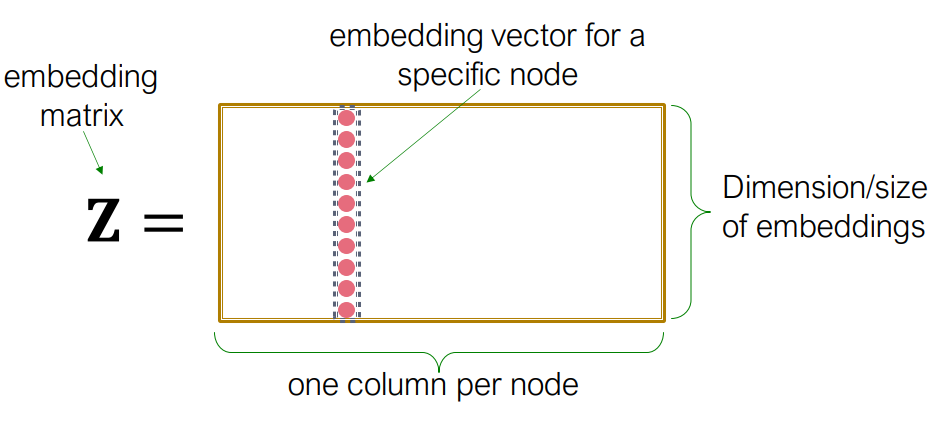 embedding vector for a
specific node
embedding
matrix
Z =
Dimension/size
of embeddings
one column per node